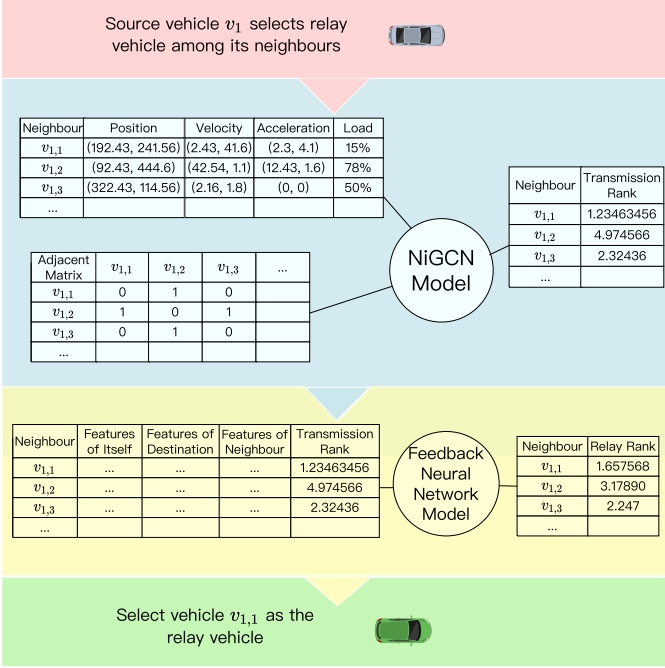 Source vehicle v1 selects relay
vehicle among its neighbours
Neighbour Position Velocity Acceleration Load
v1,1 (192.43, 241.56) (2.43, 41.6) (2.3, 4.1) 15%
v1,2 (92.43, 444.6) (42.54, 1.1) (12.43, 1.6) 78%
v1,3 (322.43, 114.56) (2.16, 1.8) (0, 0) 50%
...
Adjacent
Matrix v1,1 v1,2 v1,3 ...
v1,1 0 1 0
v1,2 1 0 1
v1,3 0 1 0
...
NiGCN
Model
Neighbour Transmission
Rank
v1,1 1.23463456
v1,2 4.974566
v1,3 2.32436
...
Neighbour Features
of Itself Features of
Destination Features of
Neighbour Transmission
Rank
v1,1 ... ... ... 1.23463456
v1,2 ... ... ... 4.974566
v1,3 ... ... ... 2.32436
...
Feedback
Neural
Network
Model
Neighbour Relay Rank
v1,1 1.657568
v1,2 3.17890
v1,3 2.247
...
Select vehicle v1,1 as the
relay vehicle